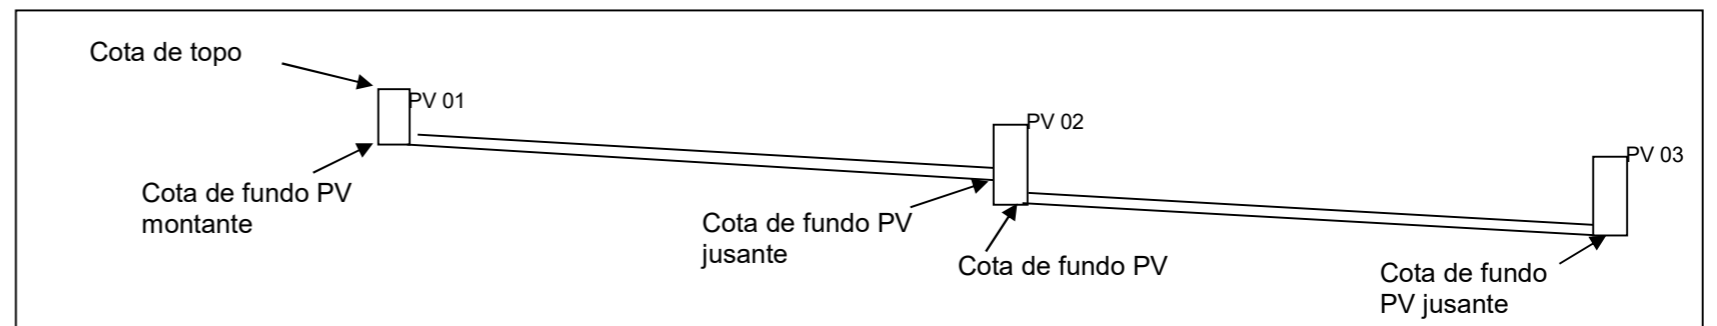 Cota de topo
PV 01
PV 02
PV 03
Cota de fundo PV
montante
Cota de fundo PV
jusante
Cota de fundo PV
Cota de fundo
PV jusante